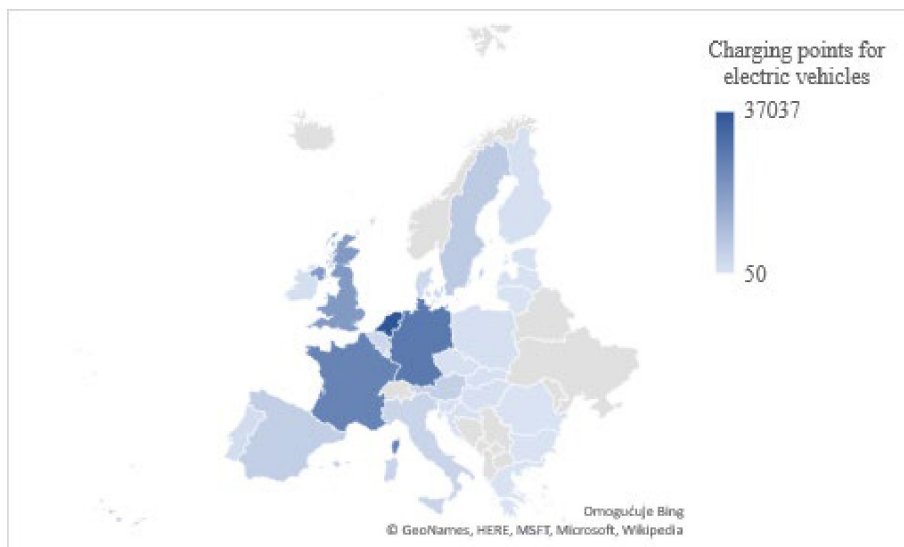 Charging points for
electric vehicles
37037
50
Omogućuje Bing
© GeoNames, HERE, MSFT, Microsoft, Wikipedia